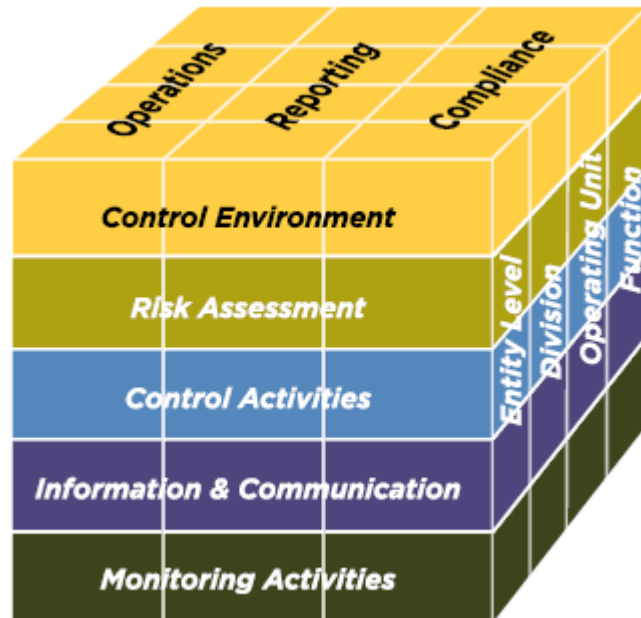 Operations
Reporting
Compliance
Control Environment
Risk Assessment
Control Activities
Information & Communication
Monitoring Activities
Entity Level
Division
Operating Unit
Function